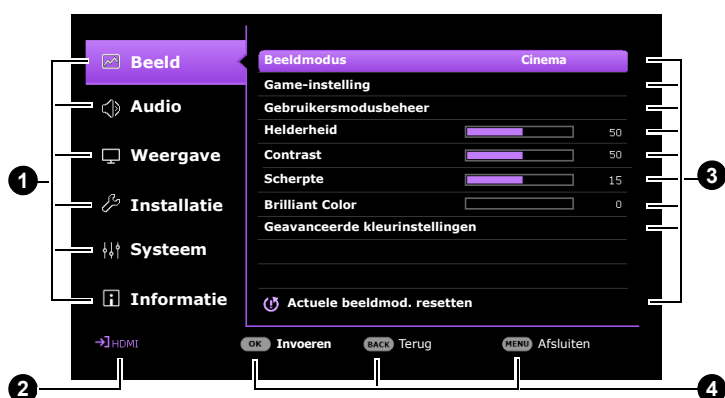 Beeld
Audio
Weergave
Installatie
Systeem
Informatie
Beeldmodus Cinema
Game-instelling
Gebruikersmodusbeheer
Helderheid 50
Contrast 50
Scherpte 15
Brilliant Color 0
Geavanceerde kleurinstellingen
Actuele beeldmod. resetten
HDMI
OK Invoeren BACK Terug MENU Afsluiten
1
2
3
4